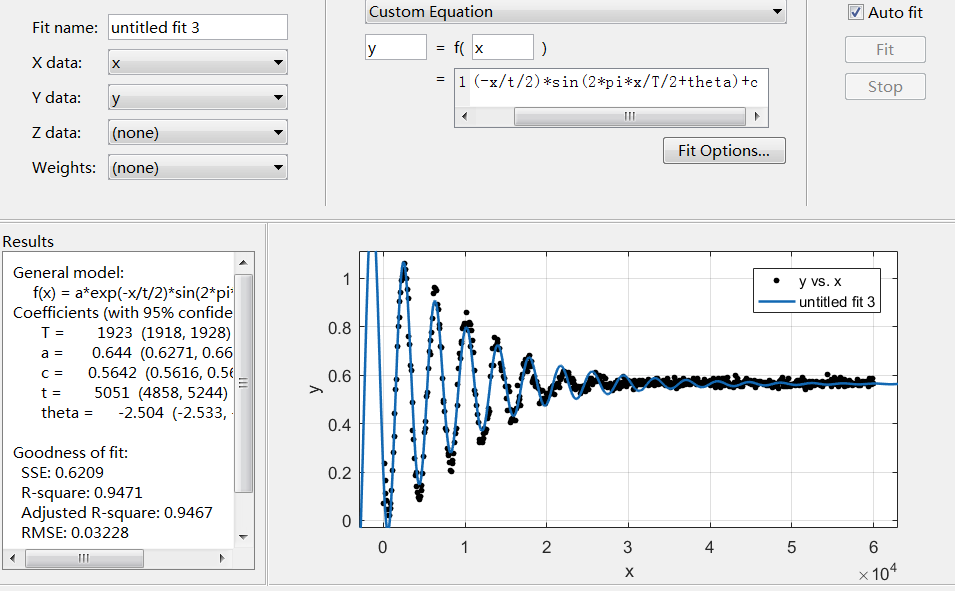 Fit name: untitled fit 3
X data: x
Y data: y
Z data: (none)
Weights: (none)
Custom Equation
y = f( x )
= 1 (-x/t/2)*sin(2*pi*x/T/2+theta)+c
Fit Options...
Auto fit
Fit
Stop
Results
General model:
f(x) = a*exp(-x/t/2)*sin(2*pi*
Coefficients (with 95% confide
T = 1923 (1918, 1928)
a = 0.644 (0.6271, 0.66
c = 0.5642 (0.5616, 0.56
t = 5051 (4858, 5244)
theta = -2.504 (-2.533, -
Goodness of fit:
SSE: 0.6209
R-square: 0.9471
Adjusted R-square: 0.9467
RMSE: 0.03228
y vs. x
untitled fit 3
1
0.8
0.6
0.4
0.2
0
y
0 1 2 3 4 5 6
x
×10⁴